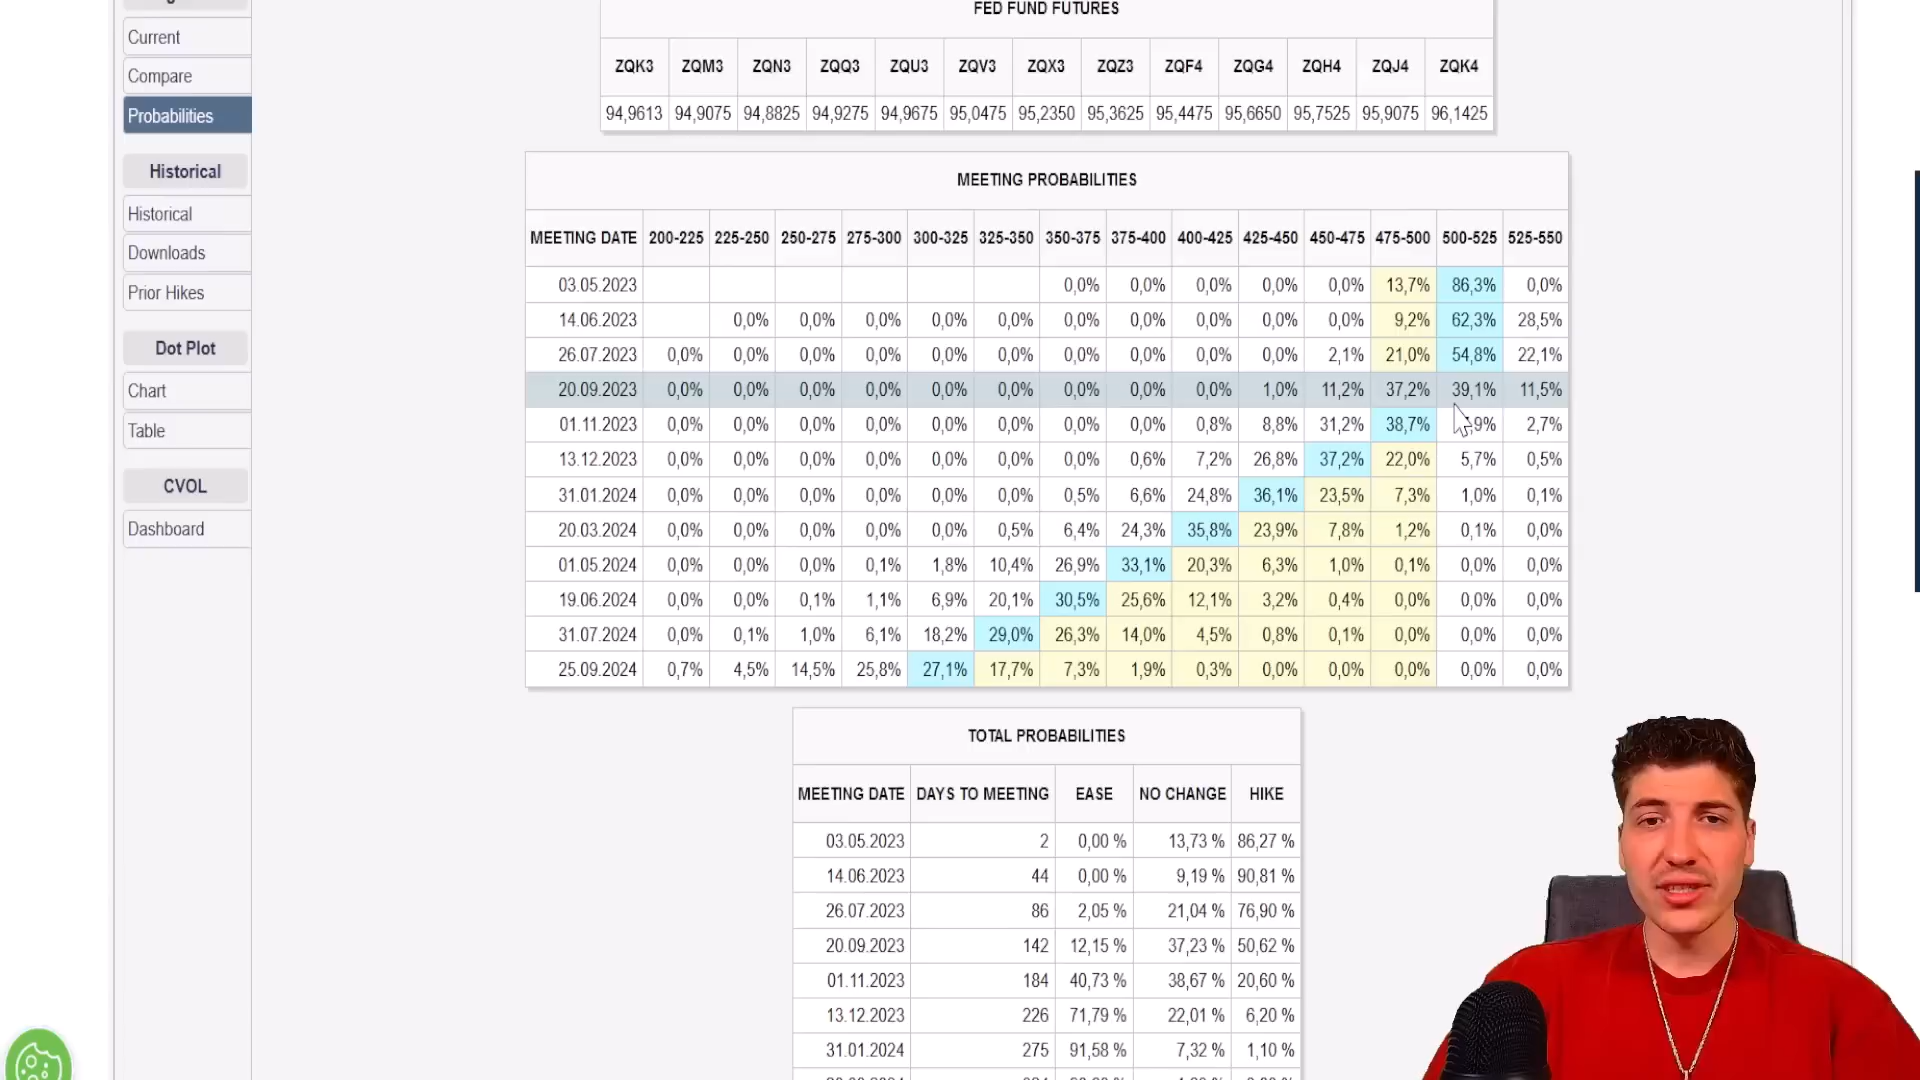 FED FUND FUTURES
Current
Compare
Probabilities
Historical
Historical
Downloads
Prior Hikes
Dot Plot
Chart
Table
CVOL
Dashboard
ZQK3 ZQM3 ZQN3 ZQQ3 ZQU3 ZQV3 ZQX3 ZQZ3 ZQF4 ZQG4 ZQH4 ZQJ4 ZQK4
94,9613 94,9075 94,8825 94,9275 94,9675 95,0475 95,2350 95,3625 95,4475 95,6650 95,7525 95,9075 96,1425
MEETING PROBABILITIES
MEETING DATE 200-225 225-250 250-275 275-300 300-325 325-350 350-375 375-400 400-425 425-450 450-475 475-500 500-525 525-550
03.05.2023 0,0% 0,0% 0,0% 0,0% 0,0% 13,7% 86,3% 0,0%
14.06.2023 0,0% 0,0% 0,0% 0,0% 0,0% 0,0% 0,0% 0,0% 0,0% 0,0% 9,2% 62,3% 28,5%
26.07.2023 0,0% 0,0% 0,0% 0,0% 0,0% 0,0% 0,0% 0,0% 0,0% 0,0% 2,1% 21,0% 54,8% 22,1%
20.09.2023 0,0% 0,0% 0,0% 0,0% 0,0% 0,0% 0,0% 0,0% 0,0% 1,0% 11,2% 37,2% 39,1% 11,5%
01.11.2023 0,0% 0,0% 0,0% 0,0% 0,0% 0,0% 0,0% 0,0% 0,8% 8,8% 31,2% 38,7% 2,7%
13.12.2023 0,0% 0,0% 0,0% 0,0% 0,0% 0,0% 0,0% 0,6% 7,2% 26,8% 37,2% 22,0% 5,7% 0,5%
31.01.2024 0,0% 0,0% 0,0% 0,0% 0,0% 0,0% 0,5% 6,6% 24,8% 36,1% 23,5% 7,3% 1,0% 0,1%
20.03.2024 0,0% 0,0% 0,0% 0,0% 0,0% 0,5% 6,4% 24,3% 35,8% 23,9% 7,8% 1,2% 0,1% 0,0%
01.05.2024 0,0% 0,0% 0,0% 0,1% 1,8% 10,4% 26,9% 33,1% 20,3% 6,3% 1,0% 0,1% 0,0% 0,0%
19.06.2024 0,0% 0,0% 0,1% 1,1% 6,9% 20,1% 30,5% 25,6% 12,1% 3,2% 0,4% 0,0% 0,0% 0,0%
31.07.2024 0,0% 0,1% 1,0% 6,1% 18,2% 29,0% 26,3% 14,0% 4,5% 0,8% 0,1% 0,0% 0,0% 0,0%
25.09.2024 0,7% 4,5% 14,5% 25,8% 27,1% 17,7% 7,3% 1,9% 0,3% 0,0% 0,0% 0,0% 0,0% 0,0%
TOTAL PROBABILITIES
MEETING DATE DAYS TO MEETING EASE NO CHANGE HIKE
03.05.2023 2 0,00 % 13,73 % 86,27 %
14.06.2023 44 0,00 % 9,19 % 90,81 %
26.07.2023 86 2,05 % 21,04 % 76,90 %
20.09.2023 142 12,15 % 37,23 % 50,62 %
01.11.2023 184 40,73 % 38,67 % 20,60 %
13.12.2023 226 71,79 % 22,01 % 6,20 %
31.01.2024 275 91,58 % 7,32 % 1,10 %